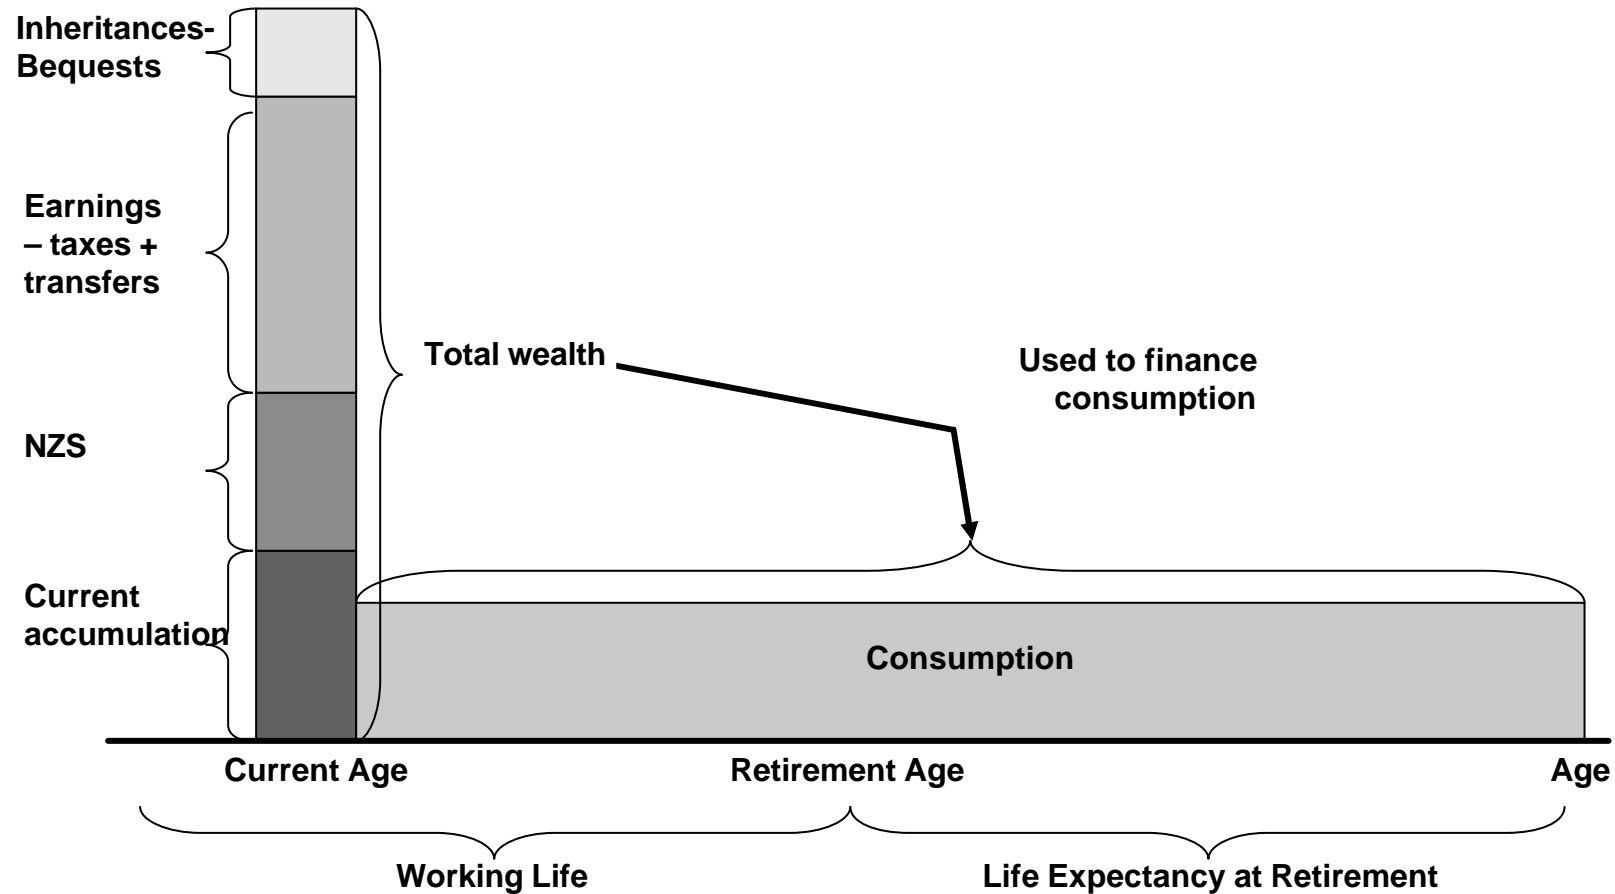 Inheritances-
Bequests
Earnings
– taxes +
transfers
Total wealth
Used to finance
consumption
NZS
Current
accumulation
Consumption
Current Age
Retirement Age
Age
Working Life
Life Expectancy at Retirement